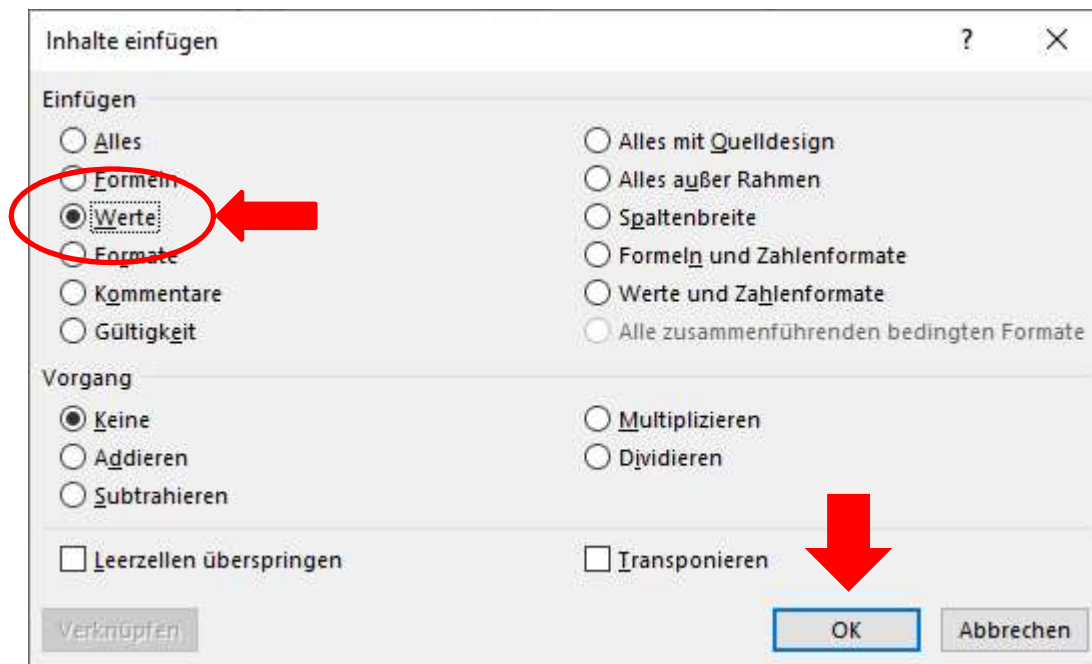 Inhalte einfügen ?
Einfügen
Alles
Formeln
Werte
Formate
Kommentare
Gültigkeit
Alles mit Quelldesign
Alles außer Rahmen
Spaltenbreite
Formeln und Zahlenformate
Werte und Zahlenformate
Alle zusammenführenden bedingten Formate
Vorgang
Keine
Addieren
Subtrahieren
Multiplizieren
Dividieren
Leerzellen überspringen
Transponieren
Verknüpfen
OK
Abbrechen